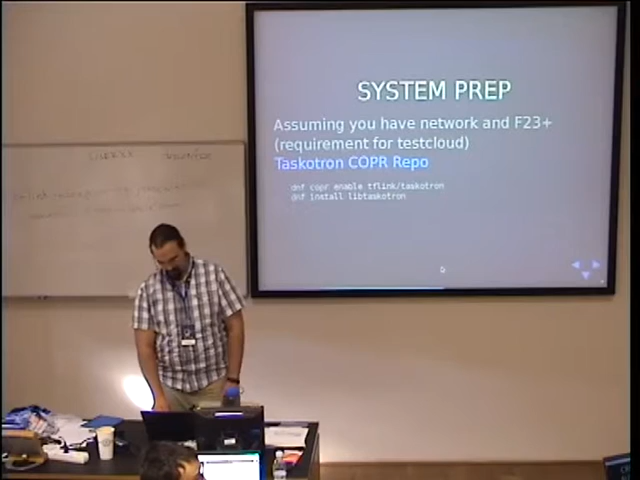 SYSTEM PREP
Assuming you have network and F23+
(requirement for testcloud)
Taskotron COPR Repo
dnf copr enable tflink/taskotron
dnf install libtaskotron